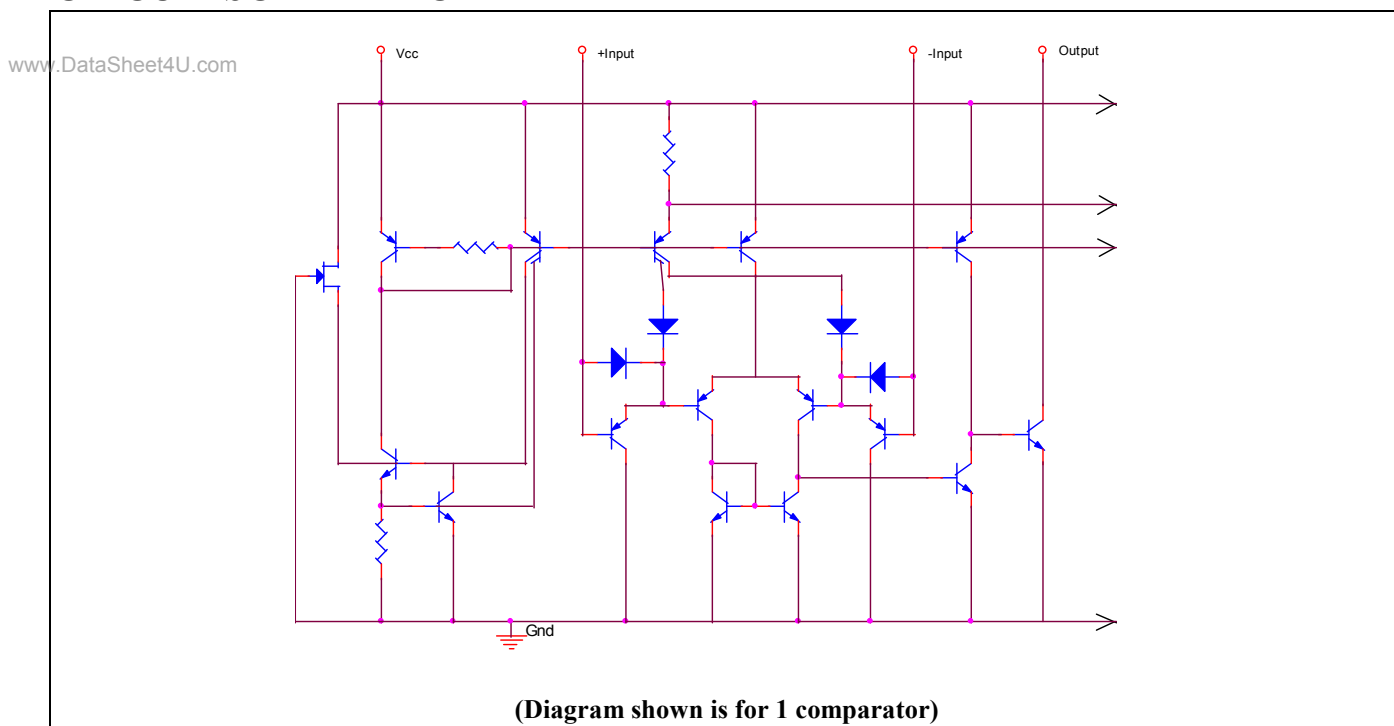 www.DataSheet4U.com
Vcc
+Input
-Input
Output
Gnd
(Diagram shown is for 1 comparator)